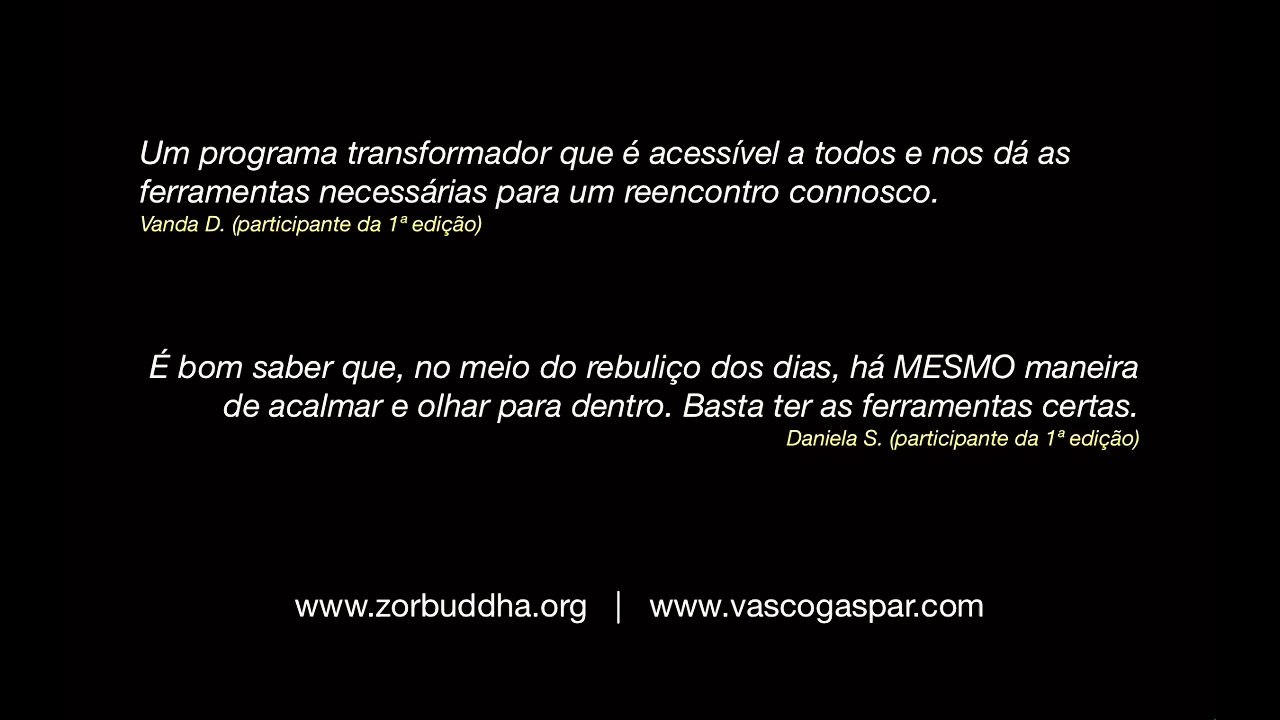 Um programa transformador que é acessível a todos e nos dá as
ferramentas necessárias para um reencontro connosco.
Vanda D. (participante da 1ª edição)
É bom saber que, no meio do rebuliço dos dias, há MESMO maneira
de acalmar e olhar para dentro. Basta ter as ferramentas certas.
Daniela S. (participante da 1ª edição)
www.zorbuddha.org | www.vascogaspar.com